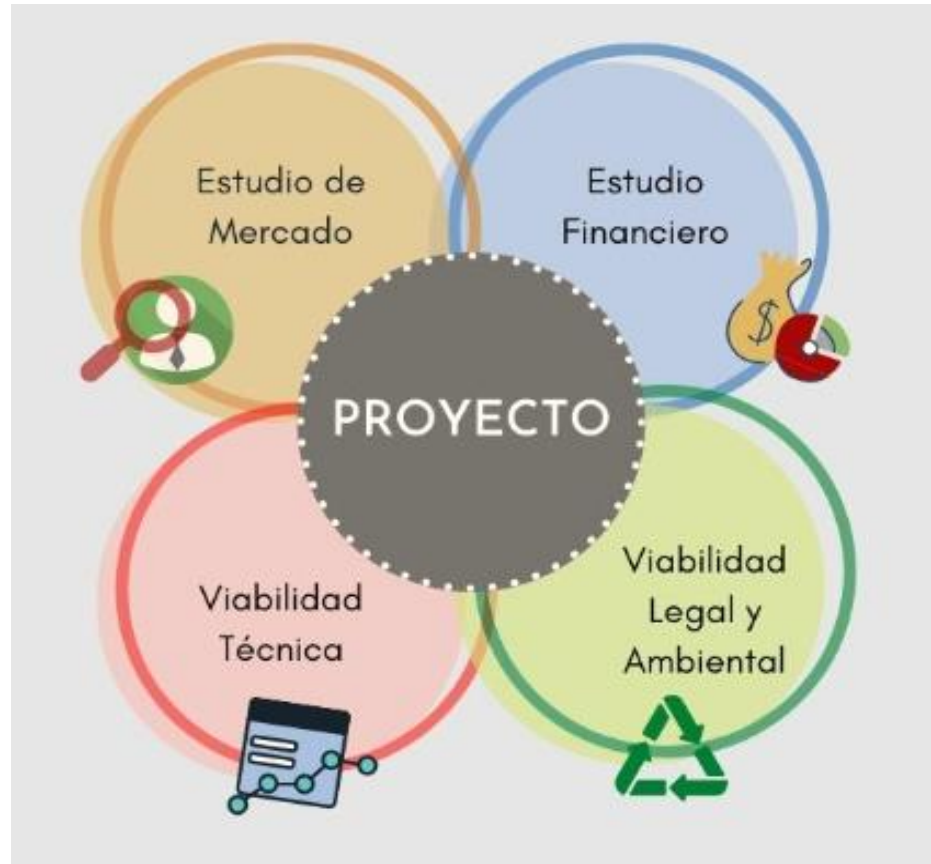 Estudio de
Mercado
Estudio
Financiero
PROYECTO
Viabilidad
Técnica
Viabilidad
Legal y
Ambiental
$